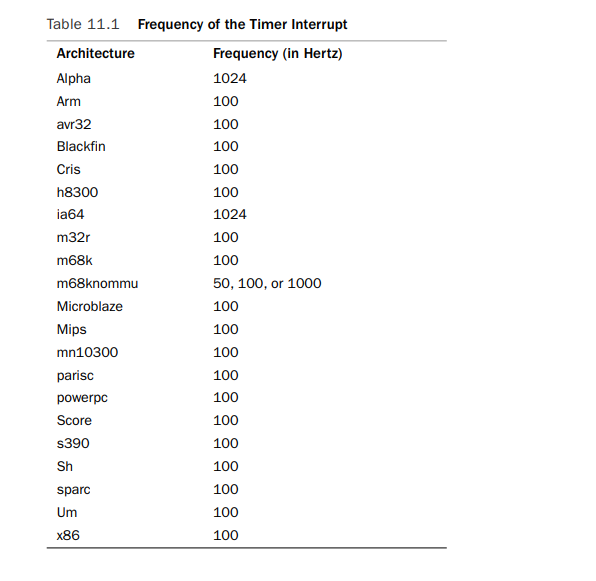 Table 11.1 Frequency of the Timer Interrupt
Architecture Frequency (in Hertz)
Alpha 1024
Arm 100
avr32 100
Blackfin 100
Cris 100
h8300 100
ia64 1024
m32r 100
m68k 100
m68knommu 50, 100, or 1000
Microblaze 100
Mips 100
mn10300 100
parisc 100
powerpc 100
Score 100
s390 100
Sh 100
sparc 100
Um 100
x86 100